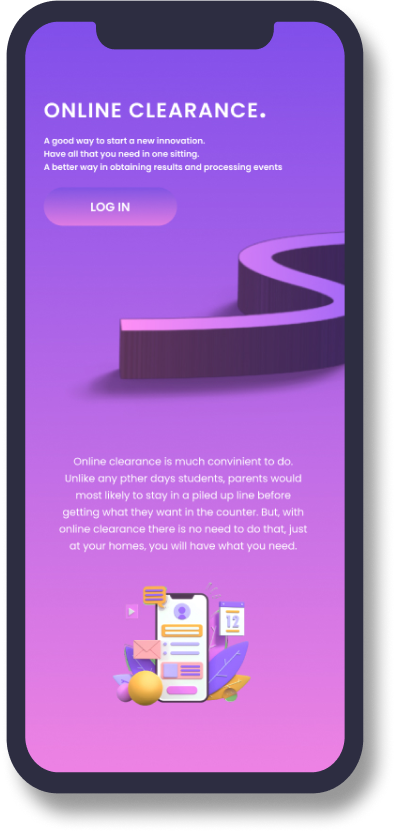 ONLINE CLEARANCE.
A good way to start a new innovation.
Have all that you need in one sitting.
A better way in obtaining results and processing events
LOG IN
Online clearance is much convinient to do.
Unlike any pther days students, parents would
most likely to stay in a piled up line before
getting what they want in the counter. But, with
online clearance there is no need to do that, just
at your homes, you will have what you need.
12